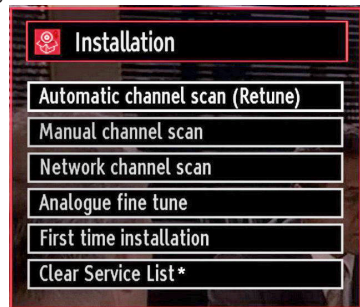 Installation
Automatic channel scan (Retune)
Manual channel scan
Network channel scan
Analogue fine tune
First time installation
Clear Service List*